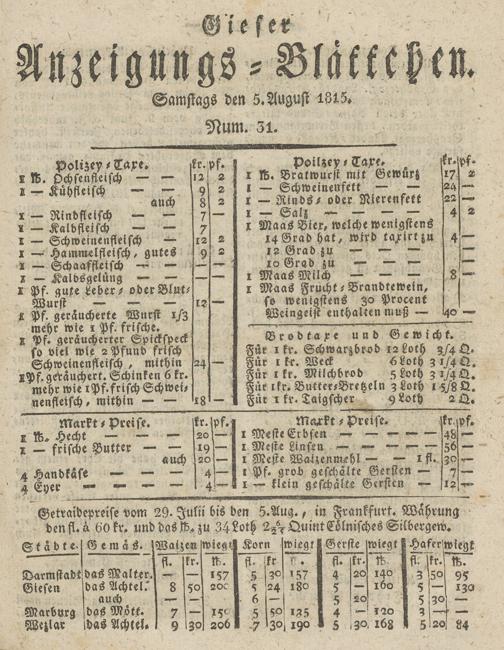 Gieser
Anzeigungs-Blättchen.
Samstags den 5. August 1815.
Num. 31.
Polizey-Taxe. kr. pf.
1 ℔. Ochsenfleisch — — 12 2
1 — Kühfleisch — — 9 2
auch 8 2
1 — Rindfleisch — — 7 —
1 — Kalbfleisch — — 7
1 — Schweinenfleisch — 12 2
1 — Hammelfleisch, gutes 9 2
1 — Schaaffleisch — — —
1 — Kaldsgelüng — — —
1 Pf. gute Leber- oder Blut-
Wurst — — — 12 —
1 Pf. geräucherte Wurst 1/3
mehr wie 1 Pf. frische.
1 Pf. geräucherter Spickspeck
so viel wie 2 Pfund frisch
Schweinenfleisch, mithin 24 —
1 Pf. geräuchert. Schinken 6 kr.
mehr wie 1 Pf. frisch Schwei-
nenfleisch, mithin — — 18
Poilzey-Taxe. kr. pf.
1 ℔. Bratwurst mit Gewürz 17 2
1 — Schweinenfett — — 24 —
1 — Rinds- oder Nierenfett 22 —
1 — Salz — — — 4 2
1 Maas Bier, welche wenigstens
14 Grad hat, wird taxirt zu 4 —
12 Grad zu — — —
10 Grad zu — — —
1 Maas Milch — — — 8 —
1 Maas Frucht-Brandtewein,
so wenigstens 30 Procent
Weingeist enthalten muß — 40 —
Brodtaxe und Gewicht.
Für 1 kr. Schwarzbrod 12 Loth 3/4 Q.
Für 1 kr. Weck 6 Loth 3 1/4 Q.
Für 1 kr. Milchbrod 5 Loth 3 1/4 Q.
Für 1 kr. Butter-Bretzeln 3 Loth 1 5/8 Q.
Für 1 kr. Taigscher 9 Loth 2 Q.
Markt-Preise. kr. pf.
1 ℔. Hecht — — — 20 —
1 — frische Butter — — 19 —
auch 20 —
4 Handkäse — — — 4 —
4 Eyer — — — 4 —
Markt-Preise. kr. pf.
1 Meste Erbsen — — — 48 —
1 Meste Linsen — — — 56 —
1 Meste Waitzenmehl — — 1 fl. 30 —
1 Pf. grob geschälte Gersten — 7 —
1 — klein geschälte Gersten — 12 —
Getraidepreise vom 29. Julii bis den 5. Aug., in Frankfurt. Währung
den fl. à 60 kr. und das ℔. zu 34 Loth Quint Cölnisches Silbergew.
Städte. Gemäs. Waizen wiegt Korn wiegt Gerste wiegt Hafer wiegt
fl. kr. ℔. fl. kr. ℔. fl. kr. ℔. fl. kr. ℔.
Darmstadt das Malter. — — 157 5 30 157 4 20 140 3 50 95
Giesen das Achtel. 8 50 200 5 24 180 5 — 160 5 — 130
auch — — 6 — 5 20 5 30 —
Marburg das Mött. 7 — 150 5 50 135 4 — 120 3 — —
Wezlar das Achtel. 9 30 206 7 30 190 5 30 168 5 20 84